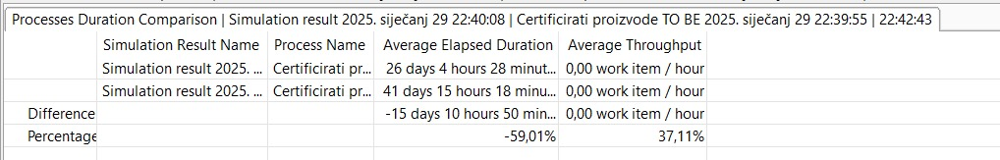 Processes Duration Comparison | Simulation result 2025. siječanj 29 22:40:08 | Certificirati proizvode TO BE 2025. siječanj 29 22:39:55 | 22:42:43
Simulation Result Name Process Name Average Elapsed Duration Average Throughput
Simulation result 2025. ... Certificirati pr... 26 days 4 hours 28 minut... 0,00 work item / hour
Simulation result 2025. ... Certificirati pr... 41 days 15 hours 18 minu... 0,00 work item / hour
Difference -15 days 10 hours 50 min... 0,00 work item / hour
Percentage -59,01% 37,11%